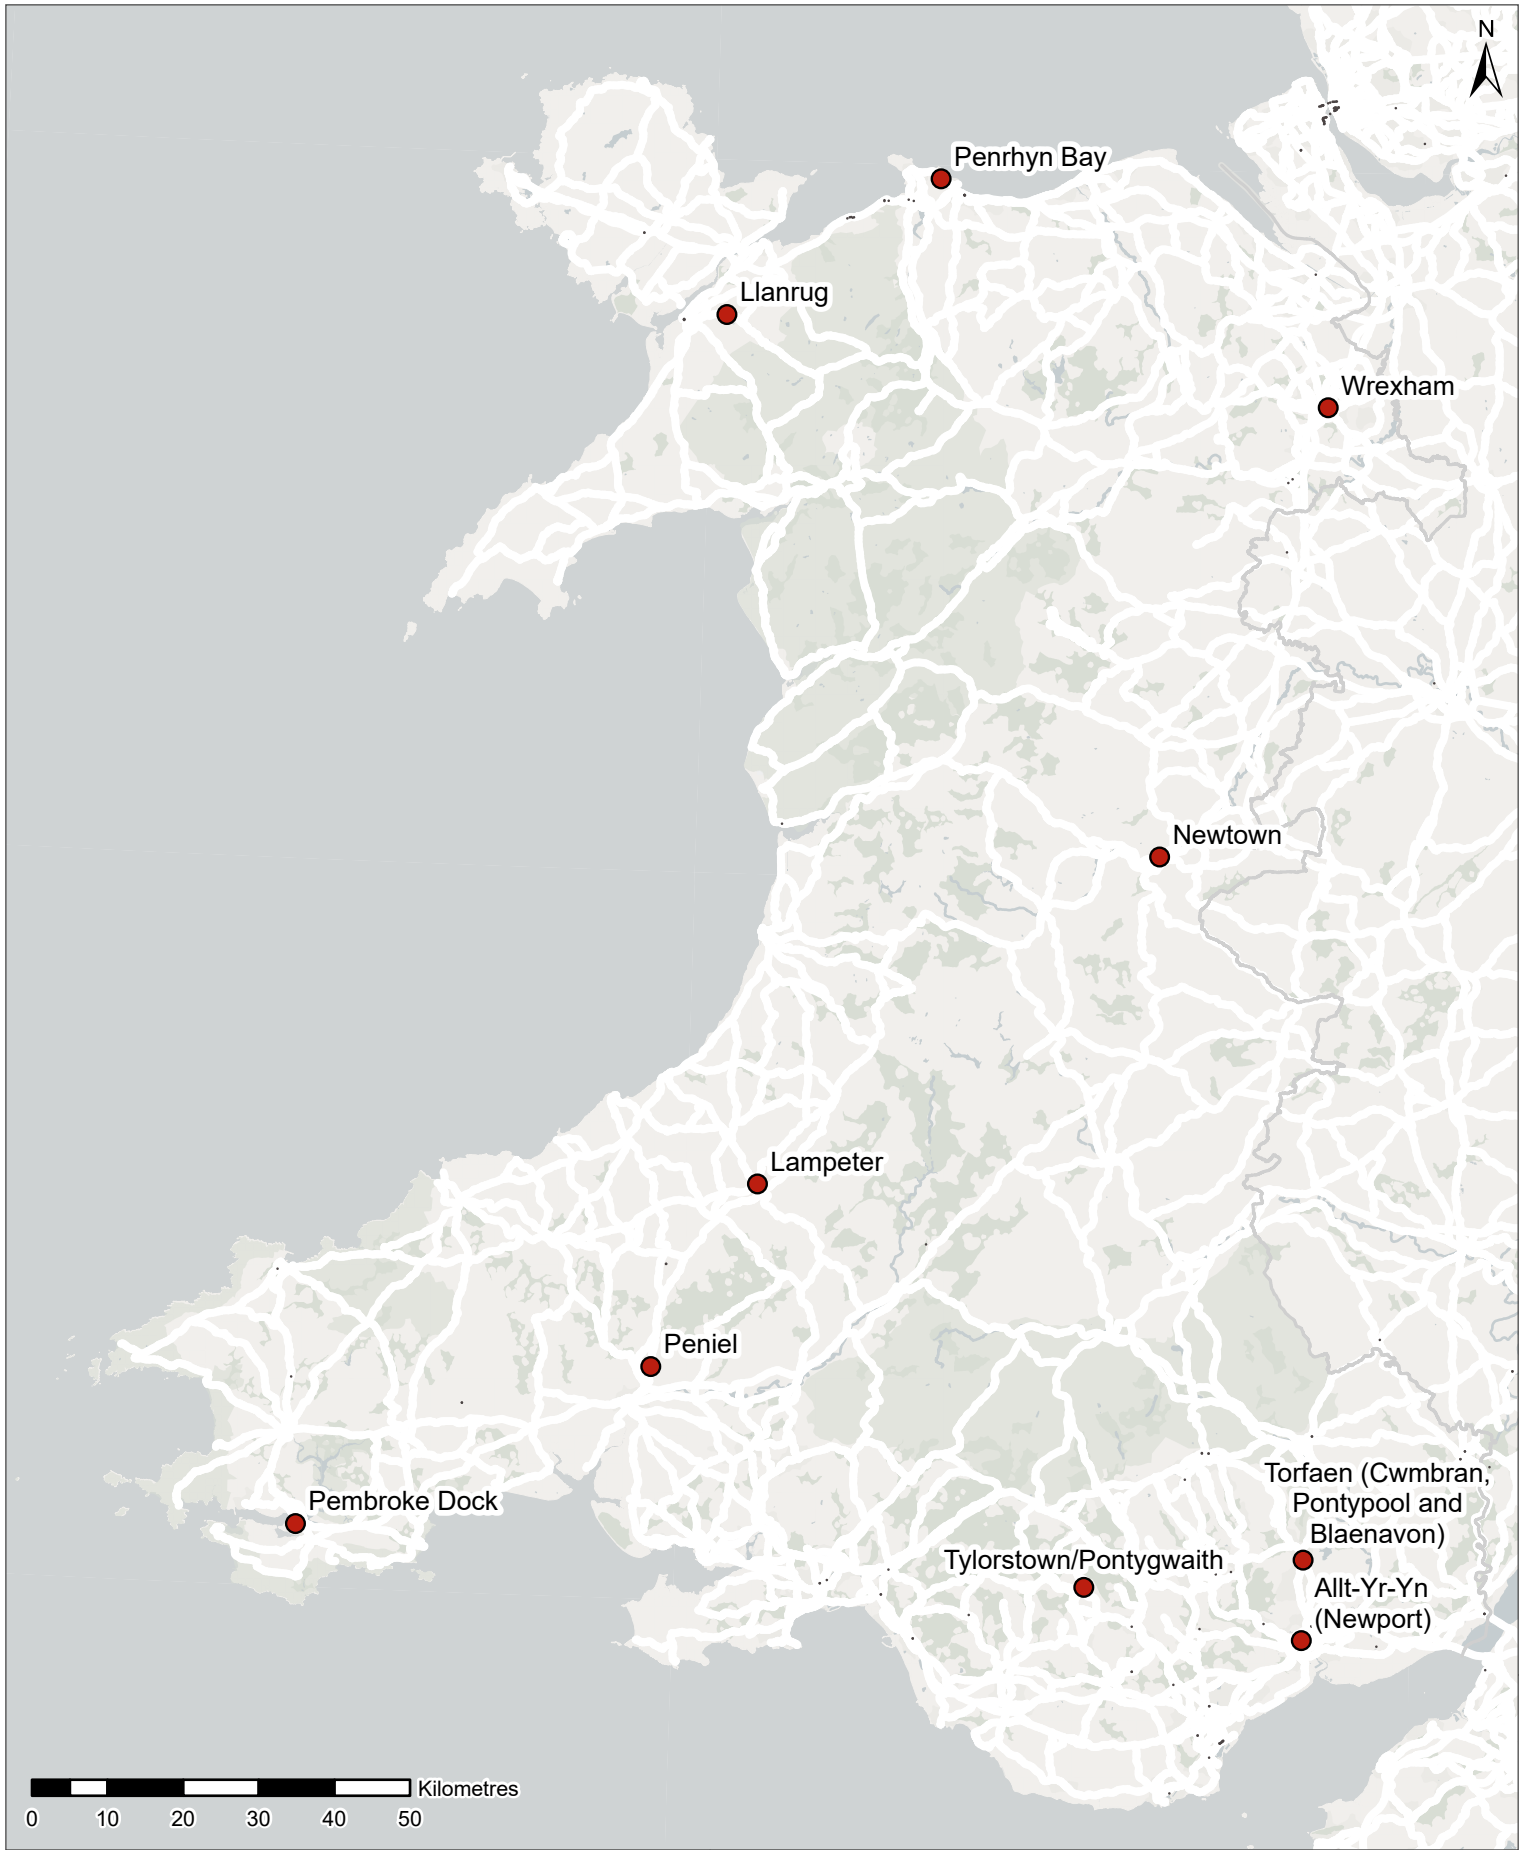 N
Penrhyn Bay
Llanrug
Wrexham
Newtown
Lampeter
Peniel
Pembroke Dock
Torfaen (Cwmbran,
Pontypool and
Blaenavon)
Tylorstown/Pontygwaith
Allt-Yr-Yn
(Newport)
Kilometres
0 10 20 30 40 50